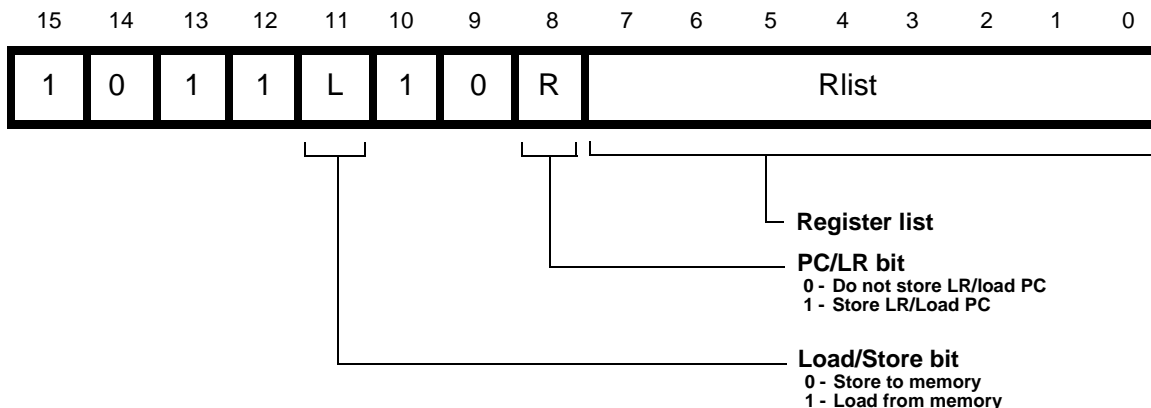 15 14 13 12 11 10 9 8 7 6 5 4 3 2 1 0
1 0 1 1 L 1 0 R Rlist
Register list
PC/LR bit
0 - Do not store LR/load PC
1 - Store LR/Load PC
Load/Store bit
0 - Store to memory
1 - Load from memory